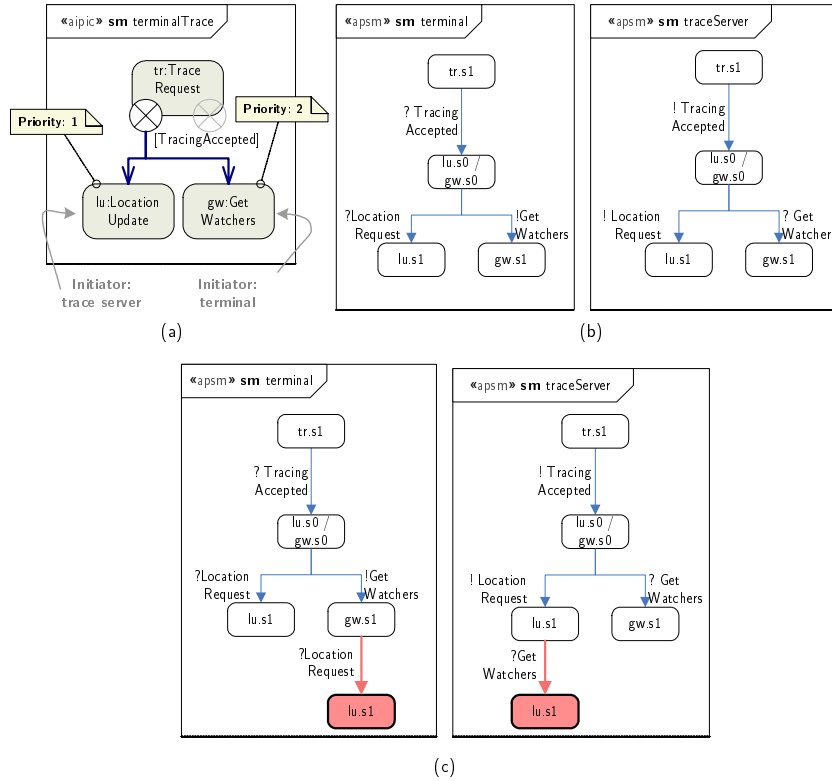 «aipic» sm terminalTrace
tr:Trace
Request
Priority: 1
Priority: 2
[TracingAccepted]
lu:Location
Update
gw:Get
Watchers
Initiator:
trace server
Initiator:
terminal
(a)
«apsm» sm terminal
tr.s1
? Tracing
Accepted
lu.s0 /
gw.s0
?Location
Request
!Get
Watchers
lu.s1
gw.s1
«apsm» sm traceServer
tr.s1
! Tracing
Accepted
lu.s0 /
gw.s0
! Location
Request
? Get
Watcher
lu.s1
gw.s1
(b)
«apsm» sm terminal
tr.s1
? Tracing
Accepted
lu.s0 /
gw.s0
?Location
Request
!Get
Watchers
lu.s1
gw.s1
?Location
Request
lu.s1
«apsm» sm traceServer
tr.s1
! Tracing
Accepted
lu.s0 /
gw.s0
! Location
Request
? Get
Watchers
lu.s1
gw.s1
?Get
Watchers
lu.s1
(c)